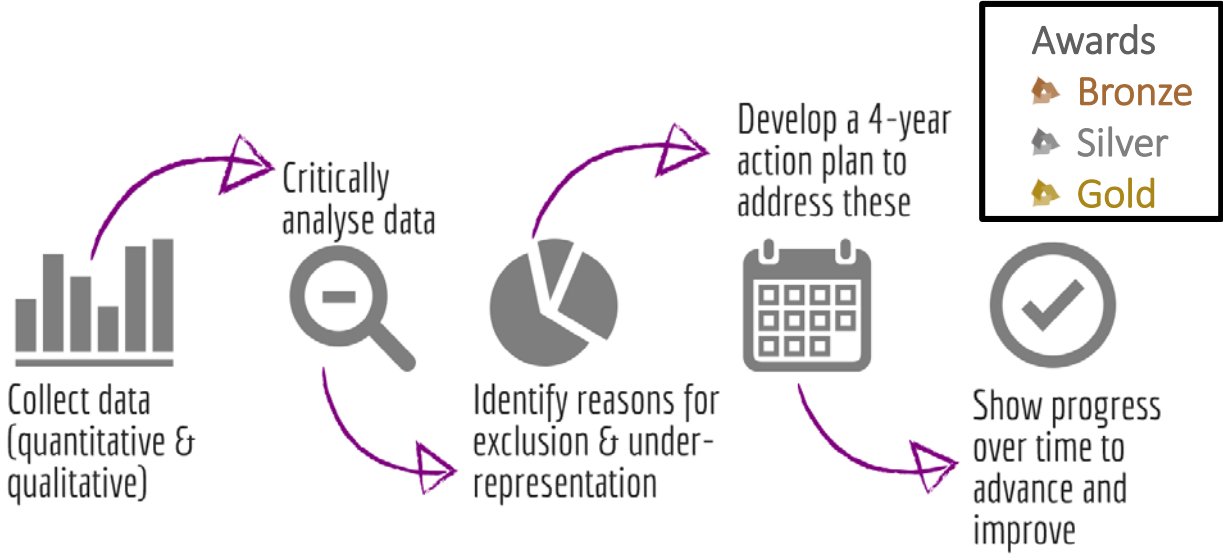 Collect data
(quantitative &
qualitative)
Critically
analyse data
Identify reasons for
exclusion & under-
representation
Develop a 4-year
action plan to
address these
Show progress
over time to
advance and
improve
Awards
Bronze
Silver
Gold